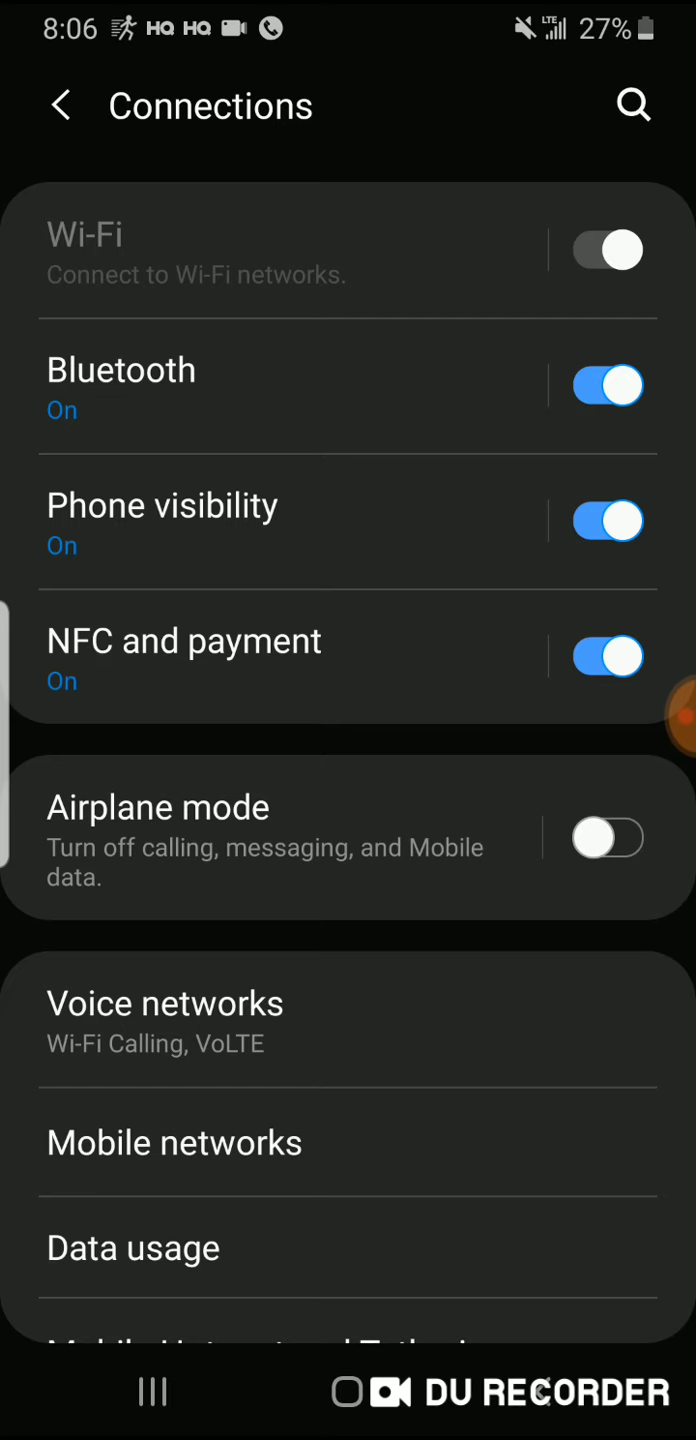 8:06 HQ HQ LTE 27%
Connections
Wi-Fi
Connect to Wi-Fi networks.
Bluetooth
On
Phone visibility
On
NFC and payment
On
Airplane mode
Turn off calling, messaging, and Mobile
data.
Voice networks
Wi-Fi Calling, VoLTE
Mobile networks
Data usage
DU RECORDER